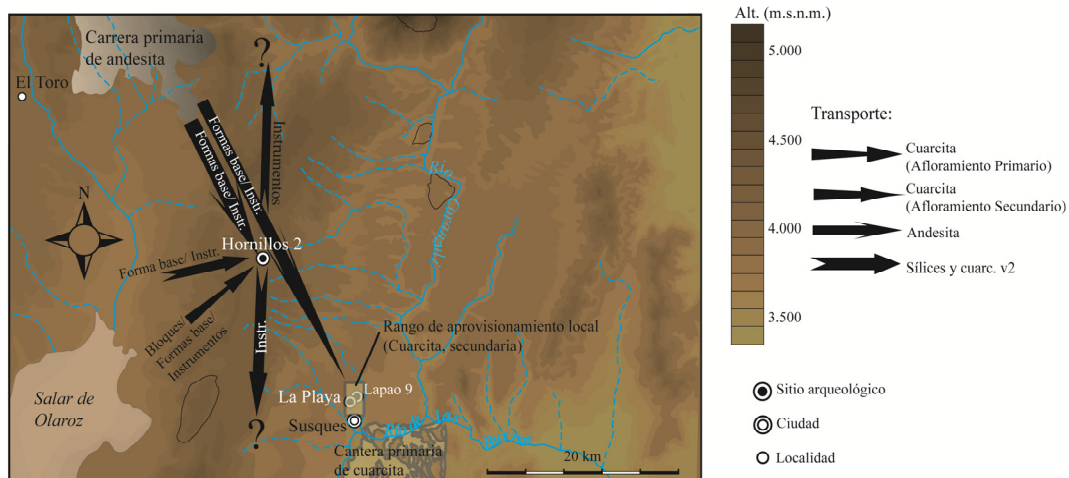 Carrera primaria
de andesita
El Toro
?
Formas base/ Instr.
Formas base/ Instr.
Instrumentos
Río
N
Hornillos 2
Forma base/ Instr.
Bloques/
Formas base/
Instrumentos
Instr.
Rango de aprovisionamiento local
(Cuarcita, secundaria)
Salar de
Olaroz
La Playa
Lapao 9
?
Susques
Cantera primaria
de cuarcita
20 km
Alt. (m.s.n.m.)
5.000
4.500
4.000
3.500
Transporte:
Cuarcita
(Afloramiento Primario)
Cuarcita
(Afloramiento Secundario)
Andesita
Sílices y cuarc. v2
Sitio arqueológico
Ciudad
Localidad